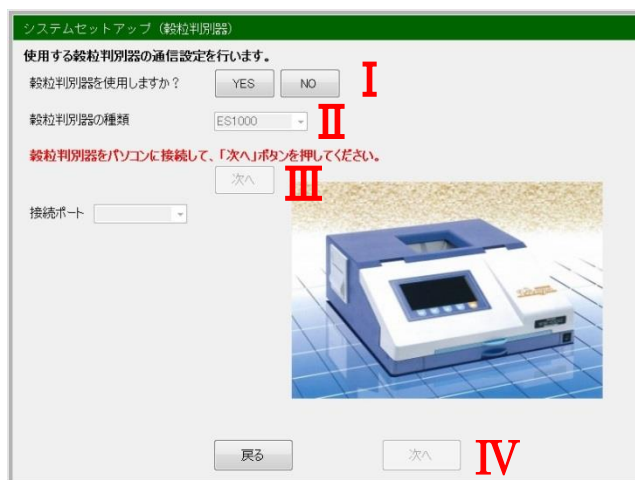 システムセットアップ（穀粒判別器）
使用する穀粒判別器の通信設定を行います。
穀粒判別器を使用しますか？ YES NO I
穀粒判別器の種類 ES1000 II
穀粒判別器をパソコンに接続して、「次へ」ボタンを押してください。
次へ III
接続ポート
戻る 次へ IV